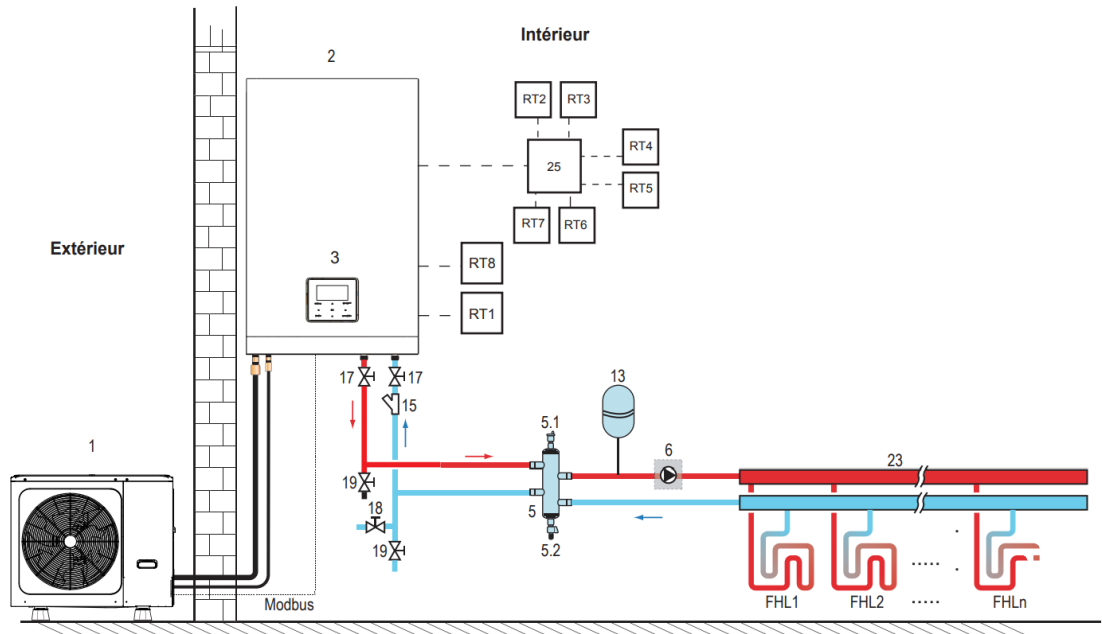 Intérieur
2
RT2
RT3
25
RT4
RT5
RT7
RT6
Extérieur
3
RT8
RT1
17
17
15
13
5.1
6
23
1
19
18
19
5
5.2
Modbus
FHL1
FHL2
.....
.....
FHLn